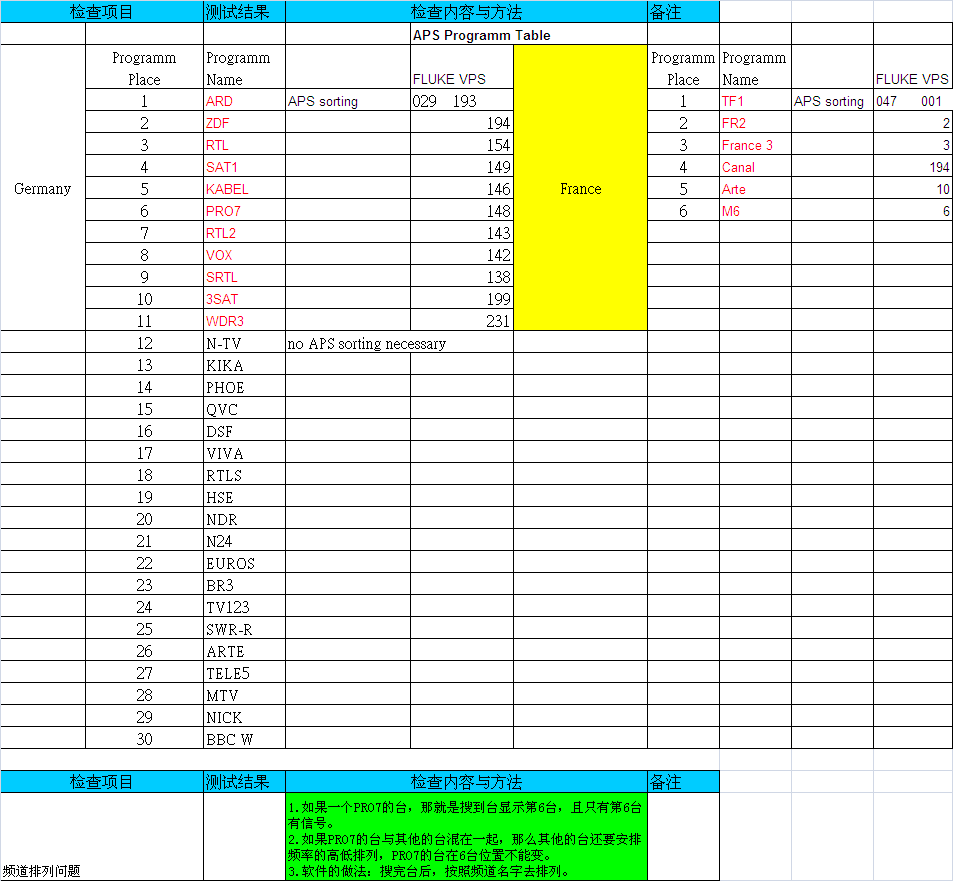 检查项目 测试结果 检查内容与方法 备注
APS Programm Table
Programm Programm Programm Programm
Place Name FLUKE VPS Place Name FLUKE VPS
1 ARD APS sorting 029 193 1 TF1 APS sorting 047 001
2 ZDF 194 2 FR2 2
3 RTL 154 3 France 3 3
4 SAT1 149 4 Canal 194
Germany 5 KABEL 146 France 5 Arte 10
6 PRO7 148 6 M6 6
7 RTL2 143
8 VOX 142
9 SRTL 138
10 3SAT 199
11 WDR3 231
12 N-TV no APS sorting necessary
13 KIKA
14 PHOE
15 QVC
16 DSF
17 VIVA
18 RTLS
19 HSE
20 NDR
21 N24
22 EUROS
23 BR3
24 TV123
25 SWR-R
26 ARTE
27 TELE5
28 MTV
29 NICK
30 BBC W
检查项目 测试结果 检查内容与方法 备注
1.如果一个PRO7的台，那就是搜到台显示第6台，且只有第6台
有信号。
2.如果PRO7的台与其他的台混在一起，那么其他的台还要安排
频率的高低排列，PRO7的台在6台位置不能变。
3.软件的做法：搜完台后，按照频道名字去排列。
频道排列问题